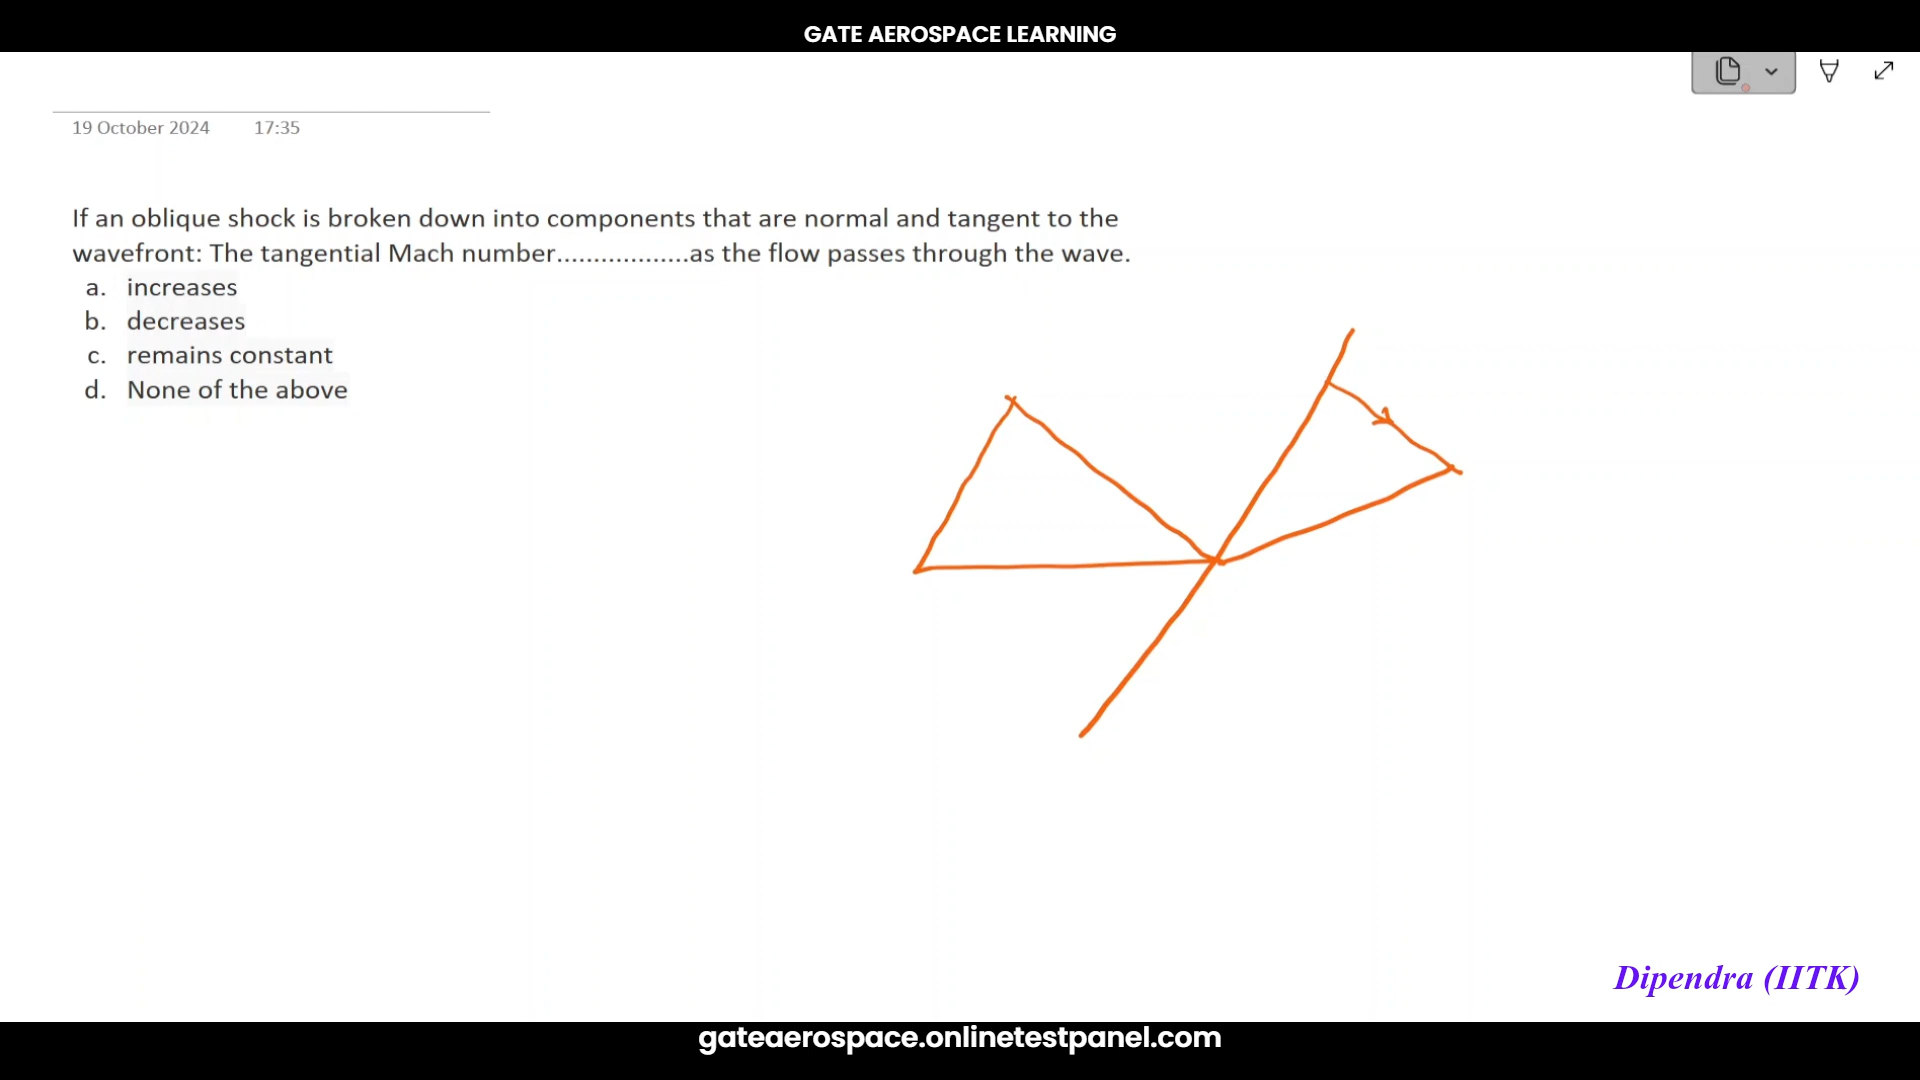 GATE AEROSPACE LEARNING
19 October 2024 17:35
If an oblique shock is broken down into components that are normal and tangent to the
wavefront: The tangential Mach number..................as the flow passes through the wave.
a. increases
b. decreases
c. remains constant
d. None of the above
Dipendra (IITK)
gateaerospace.onlinetestpanel.com